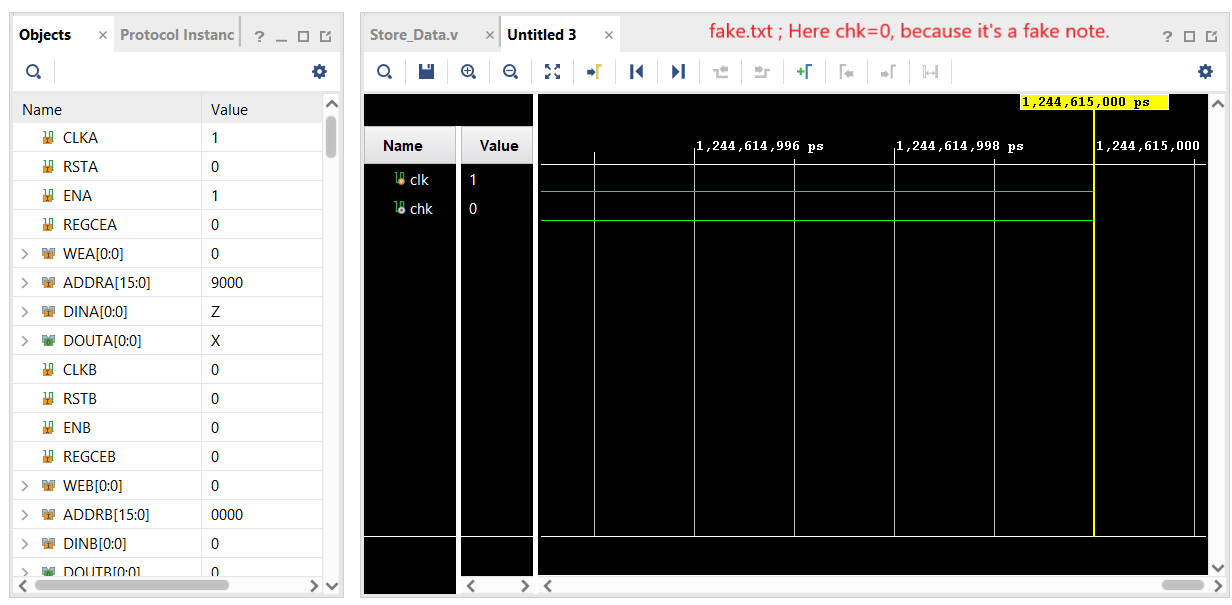 Objects × Protocol Instanc ? _
Name Value
CLKA 1
RSTA 0
ENA 1
REGCEA 0
WEA[0:0] 0
ADDRA[15:0] 9000
DINA[0:0] Z
DOUTA[0:0] X
CLKB 0
RSTB 0
ENB 0
REGCEB 0
WEB[0:0] 0
ADDRB[15:0] 0000
DINB[0:0] 0
DOUTB[0:0] 0
Store_Data.v × Untitled 3 × fake.txt ; Here chk=0, because it's a fake note. ?
1,244,615,000 ps
Name Value 1,244,614,996 ps 1,244,614,998 ps 1,244,615,000
clk 1
chk 0